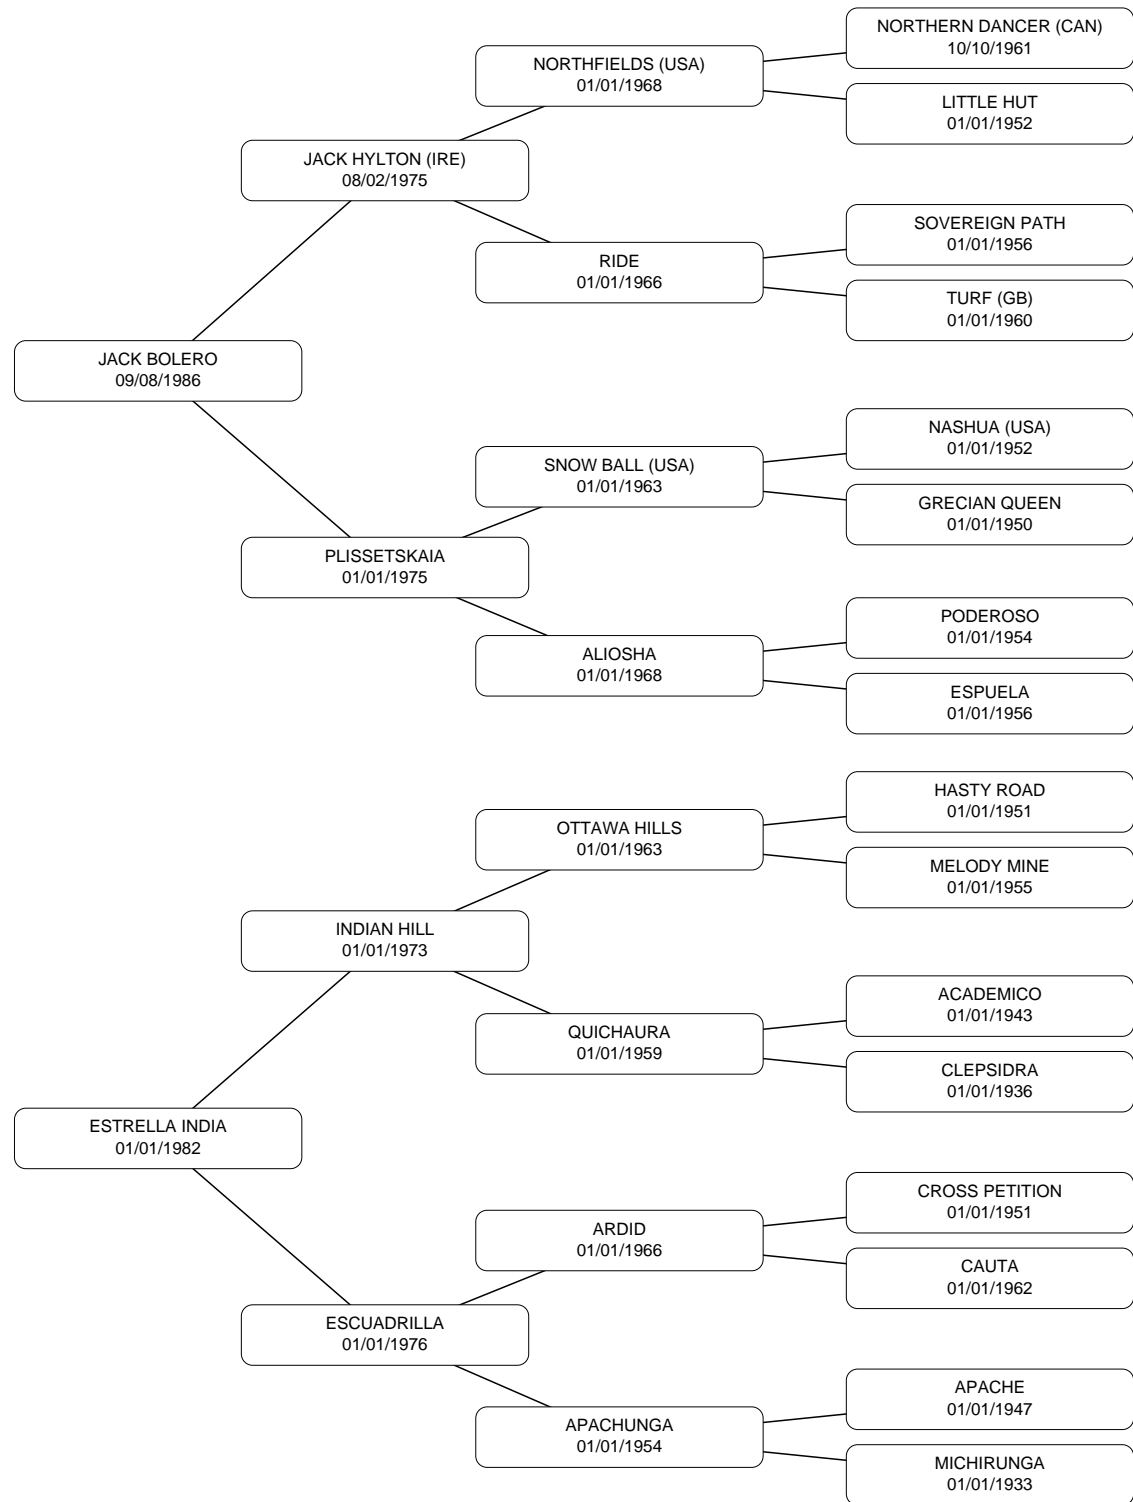 NORTHERN DANCER (CAN)
10/10/1961
NORTHFIELDS (USA)
01/01/1968
LITTLE HUT
01/01/1952
JACK HYLTON (IRE)
08/02/1975
SOVEREIGN PATH
01/01/1956
RIDE
01/01/1966
TURF (GB)
01/01/1960
JACK BOLERO
09/08/1986
NASHUA (USA)
01/01/1952
SNOW BALL (USA)
01/01/1963
GRECIAN QUEEN
01/01/1950
PLISSETSKAIA
01/01/1975
PODEROSO
01/01/1954
ALIOSHA
01/01/1968
ESPUELA
01/01/1956
HASTY ROAD
01/01/1951
OTTAWA HILLS
01/01/1963
MELODY MINE
01/01/1955
INDIAN HILL
01/01/1973
ACADEMICO
01/01/1943
QUICHAURA
01/01/1959
CLEPSIDRA
01/01/1936
ESTRELLA INDIA
01/01/1982
CROSS PETITION
01/01/1951
ARDID
01/01/1966
CAUTA
01/01/1962
ESCUADRILLA
01/01/1976
APACHE
01/01/1947
APACHUNGA
01/01/1954
MICHIRUNGA
01/01/1933